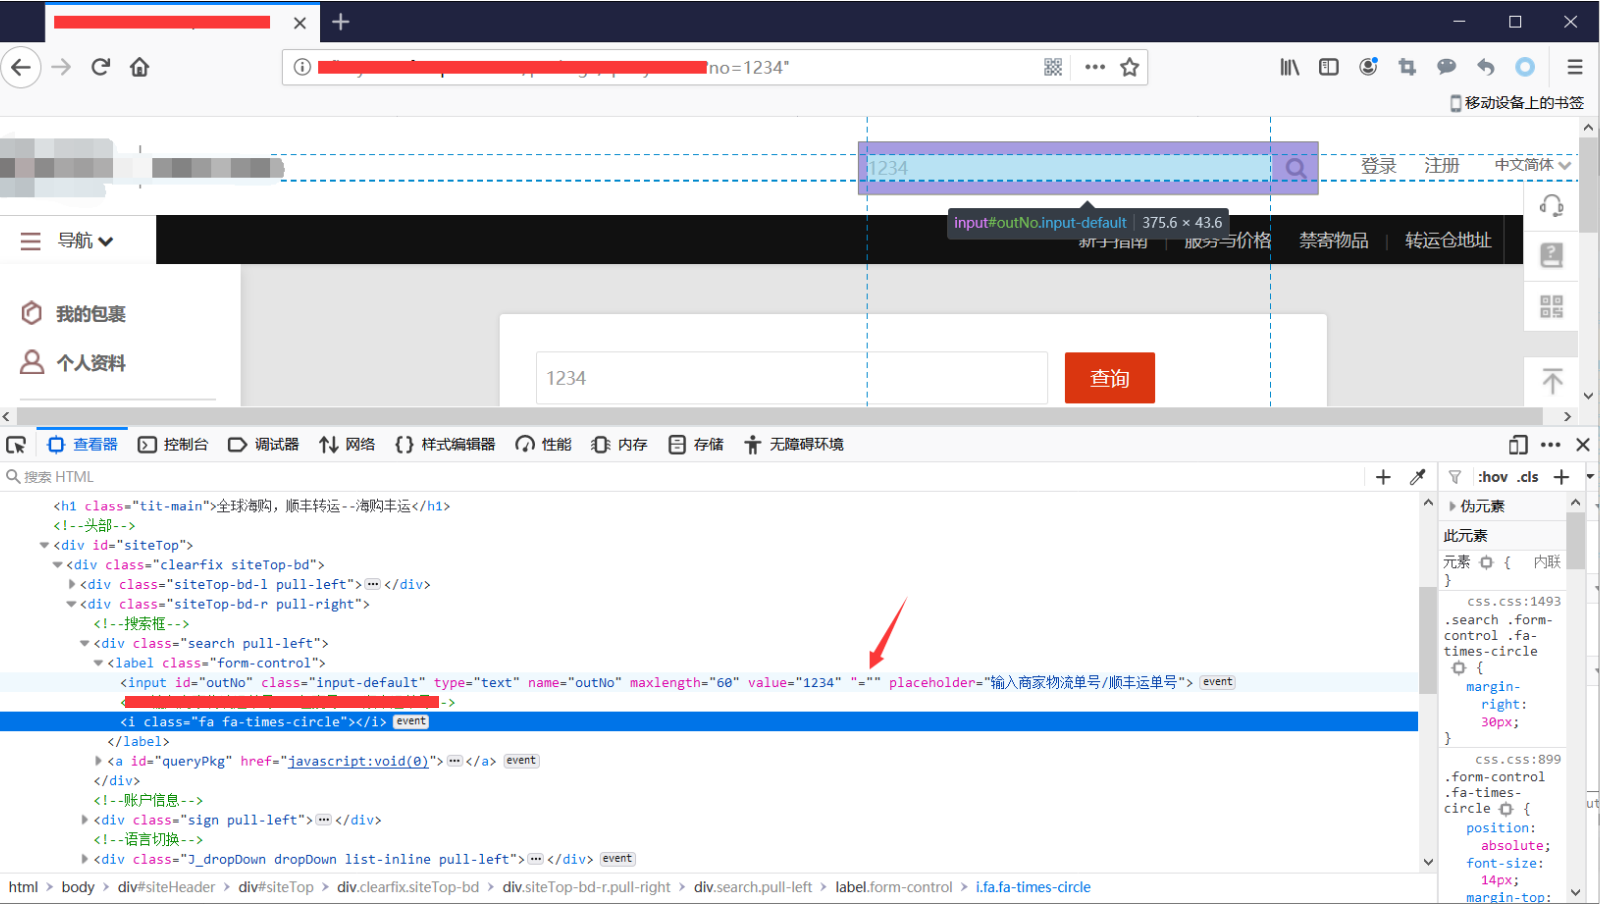 no=1234"
移动设备上的书签
1234
登录
注册
中文简体
input#outNo.input-default | 375.6 × 43.6
导航
新手指南 | 服务与价格 | 禁寄物品 | 转运仓地址
我的包裹
个人资料
1234
查询
查看器
控制台
调试器
网络
样式编辑器
性能
内存
存储
无障碍环境
搜索 HTML
:hov .cls
<h1 class="tit-main">全球海购，顺丰转运--海购丰运</h1>
<!--头部-->
<div id="siteTop">
<div class="clearfix siteTop-bd">
<div class="siteTop-bd-l pull-left">…</div>
<div class="siteTop-bd-r pull-right">
<!--搜索框-->
<div class="search pull-left">
<label class="form-control">
<input id="outNo" class="input-default" type="text" name="outNo" maxlength="60" value="1234" "="" placeholder="输入商家物流单号/顺丰运单号"> event
<i class="fa fa-times-circle"></i> event
</label>
<a id="queryPkg" href="javascript:void(0)">…</a> event
</div>
<!--账户信息-->
<div class="sign pull-left">…</div>
<!--语言切换-->
<div class="J_dropDown dropDown list-inline pull-left">…</div> event
伪元素
此元素
元素 { 内联
}
css.css:1493
.search .form-
control .fa-
times-circle
{
margin-
right:
30px;
}
css.css:899
.form-control
.fa-times-
circle {
position:
absolute;
font-size:
14px;
margin-top:
html > body > div#siteHeader > div#siteTop > div.clearfix.siteTop-bd > div.siteTop-bd-r.pull-right > div.search.pull-left > label.form-control > i.fa.fa-times-circle